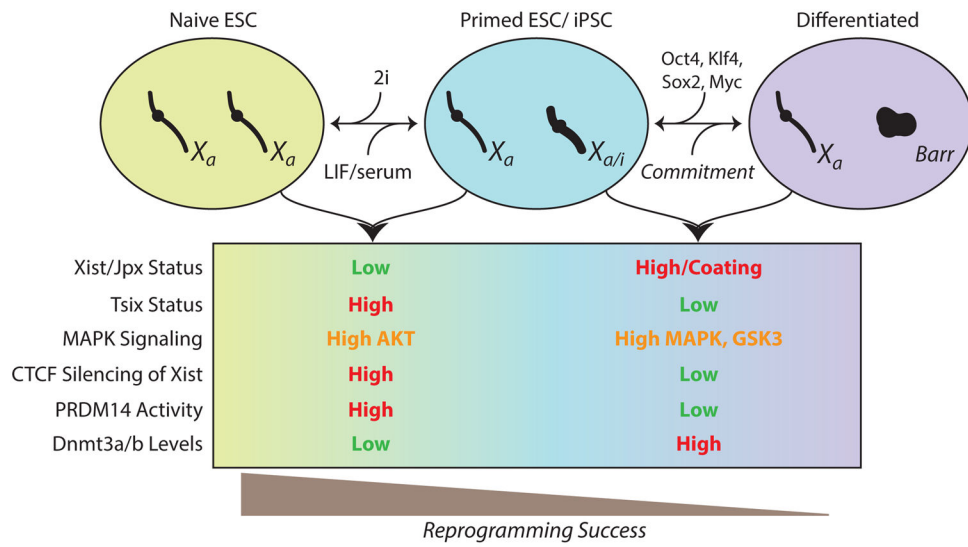 Naive ESC
Primed ESC/ iPSC
Differentiated
2i
Oct4, Klf4,
Sox2, Myc
Xa
Xa
Xa
Xa/i
Xa
Barr
LIF/serum
Commitment
Xist/Jpx Status Low High/Coating
Tsix Status High Low
MAPK Signaling High AKT High MAPK, GSK3
CTCF Silencing of Xist High Low
PRDM14 Activity High Low
Dnmt3a/b Levels Low High
Reprogramming Success